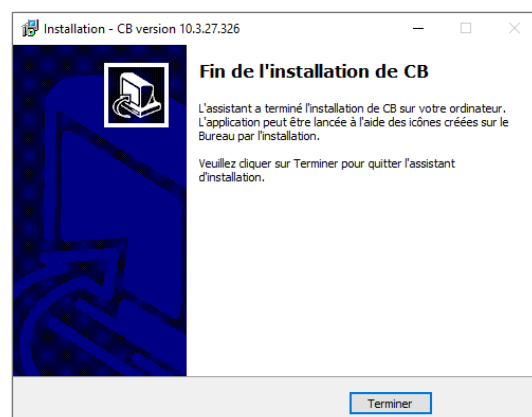 Installation - CB version 10.3.27.326
Fin de l'installation de CB
L'assistant a terminé l'installation de CB sur votre ordinateur.
L'application peut être lancée à l'aide des icônes créées sur le
Bureau par l'installation.
Veuillez cliquer sur Terminer pour quitter l'assistant
d'installation.
Terminer